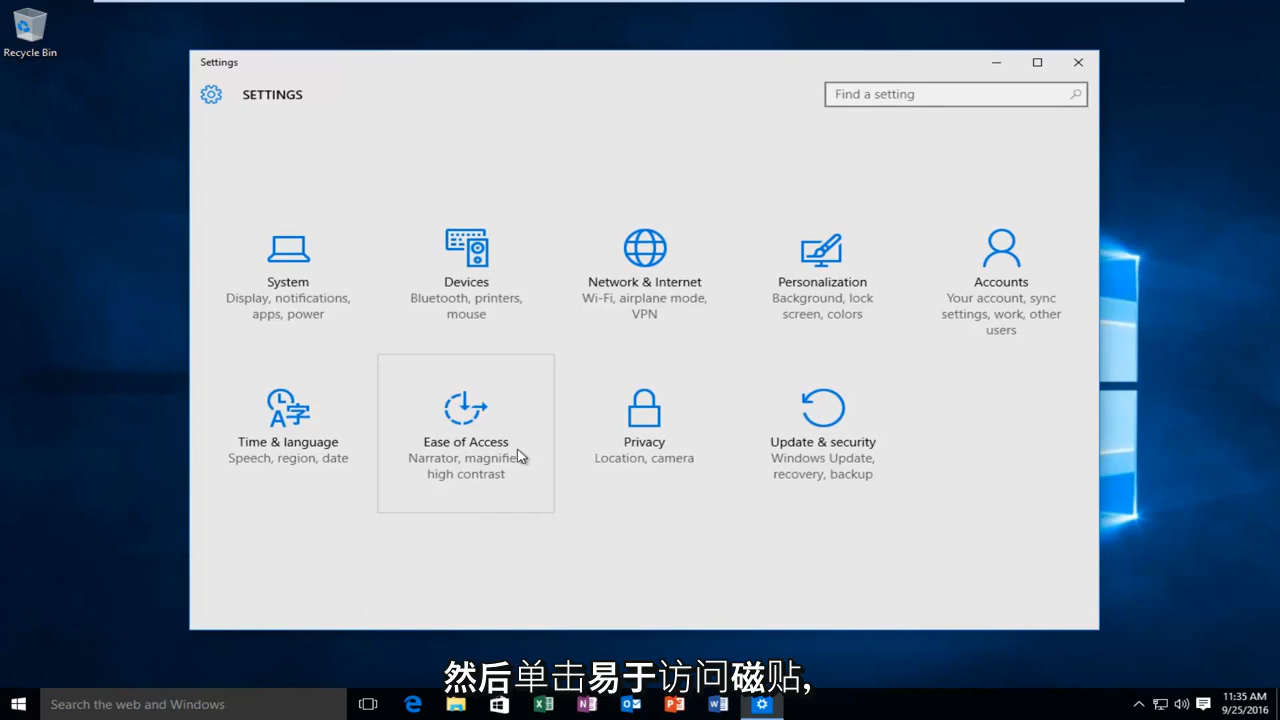 Recycle Bin
Settings
SETTINGS
Find a setting
System
Display, notifications,
apps, power
Devices
Bluetooth, printers,
mouse
Network & Internet
Wi-Fi, airplane mode,
VPN
Personalization
Background, lock
screen, colors
Accounts
Your account, sync
settings, work, other
users
Time & language
Speech, region, date
Ease of Access
Narrator, magnifie
high contrast
Privacy
Location, camera
Update & security
Windows Update,
recovery, backup
然后单击易于访问磁贴,
Search the web and Windows
11:35 AM
9/25/2016